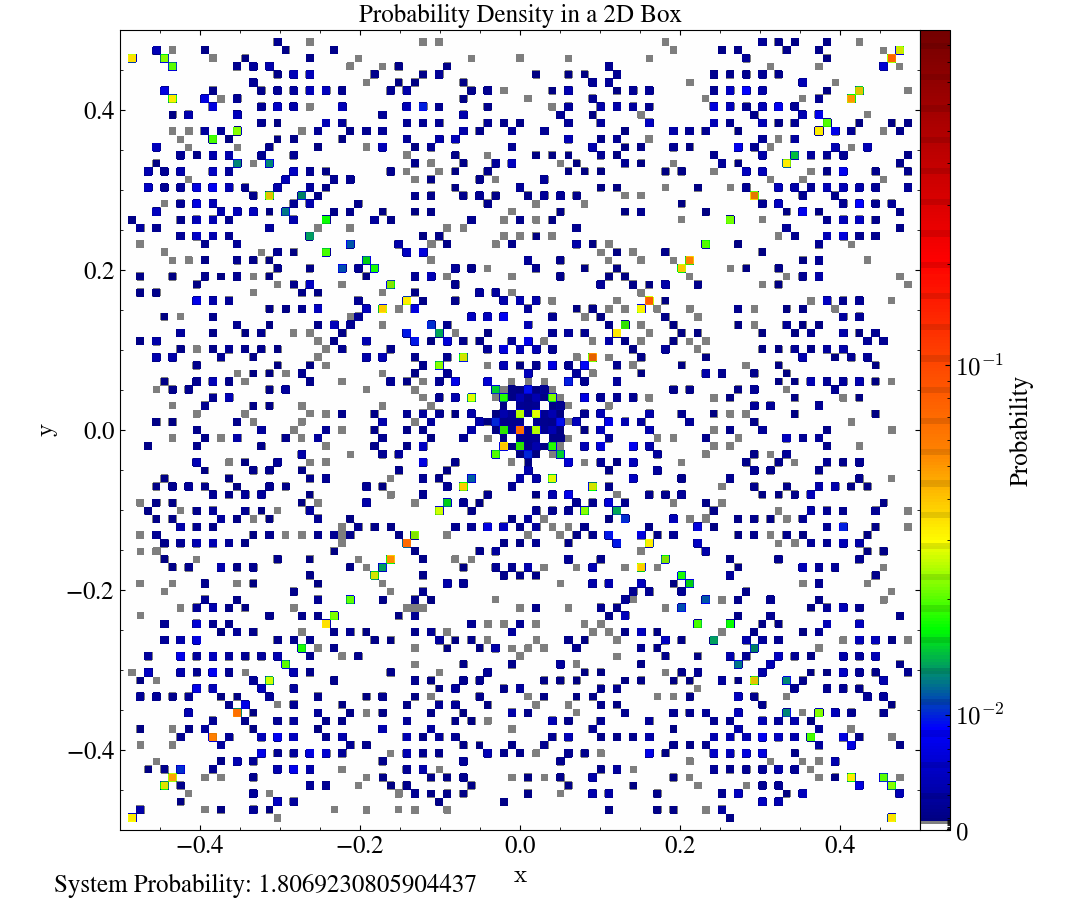 Probability Density in a 2D Box
0.4
0.2
0.0
−0.2
−0.4
y
−0.4 −0.2 0.0 0.2 0.4
x
10⁻¹
10⁻²
0
Probability
System Probability: 1.8069230805904437